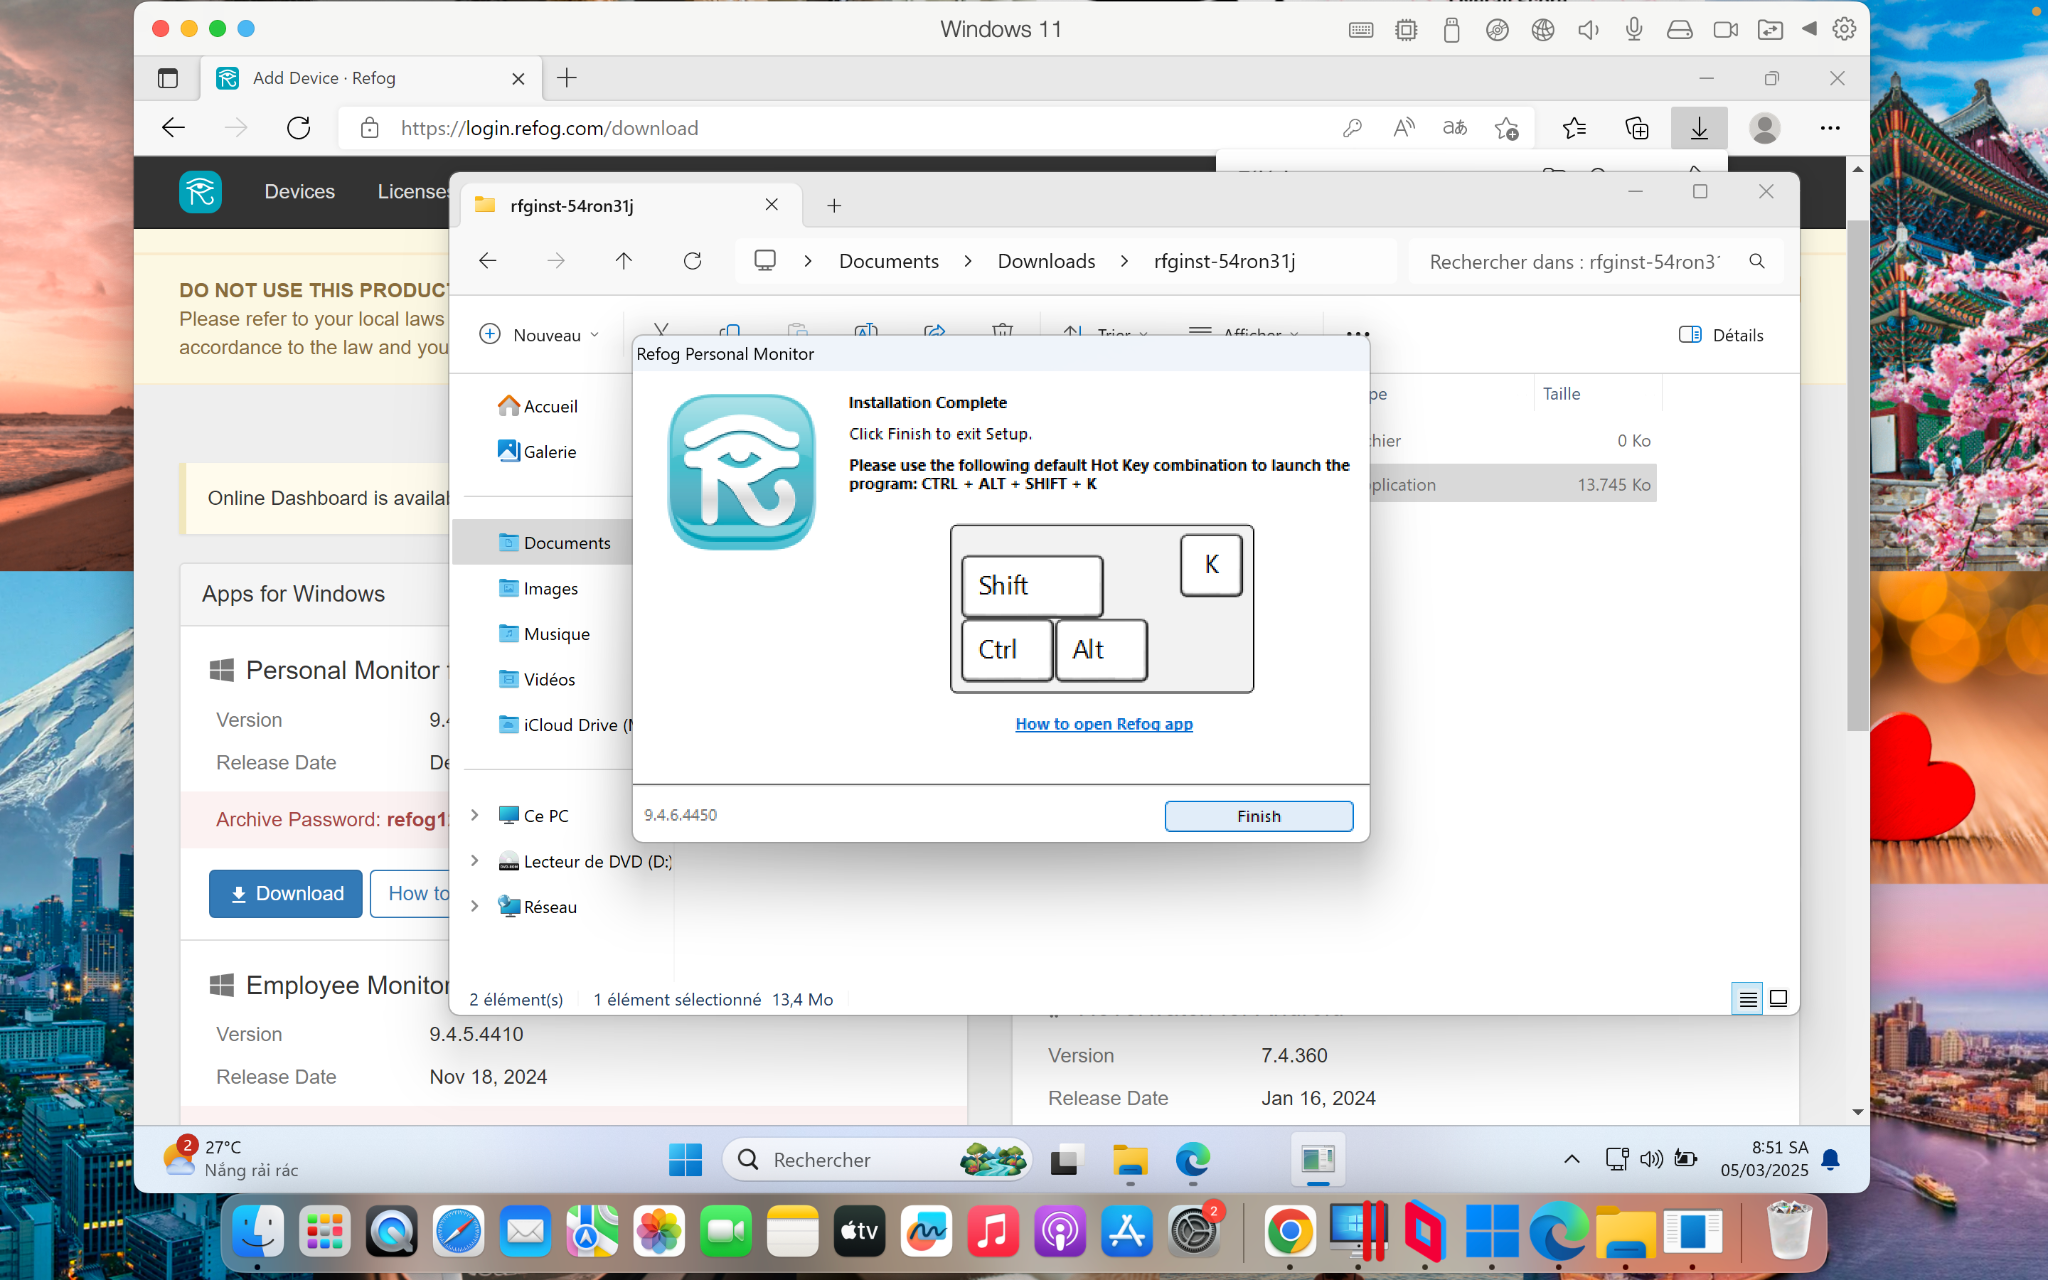 Windows 11
Add Device · Refog
https://login.refog.com/download
Devices
Licenses
rfginst-54ron31j
Documents
Downloads
rfginst-54ron31j
Rechercher dans : rfginst-54ron3
DO NOT USE THIS PRODUCT
Please refer to your local laws
accordance to the law and you
Nouveau
Trier
Afficher
Détails
Refog Personal Monitor
Taille
Accueil
Galerie
0 Ko
13.745 Ko
Installation Complete
Click Finish to exit Setup.
Please use the following default Hot Key combination to launch the
program: CTRL + ALT + SHIFT + K
Online Dashboard is availab
Documents
Images
Musique
Vidéos
iCloud Drive (
K
Shift
Ctrl
Alt
How to open Refog app
Apps for Windows
Personal Monitor
Version
9.4
Release Date
De
Archive Password: refog1
Download
How to
Ce PC
Lecteur de DVD (D:)
Réseau
9.4.6.4450
Finish
Employee Monitor
Version
9.4.5.4410
Release Date
Nov 18, 2024
2 élément(s)
1 élément sélectionné 13,4 Mo
Version
7.4.360
Release Date
Jan 16, 2024
2
27°C
Nắng rải rác
Rechercher
8:51 SA
05/03/2025
tv
2